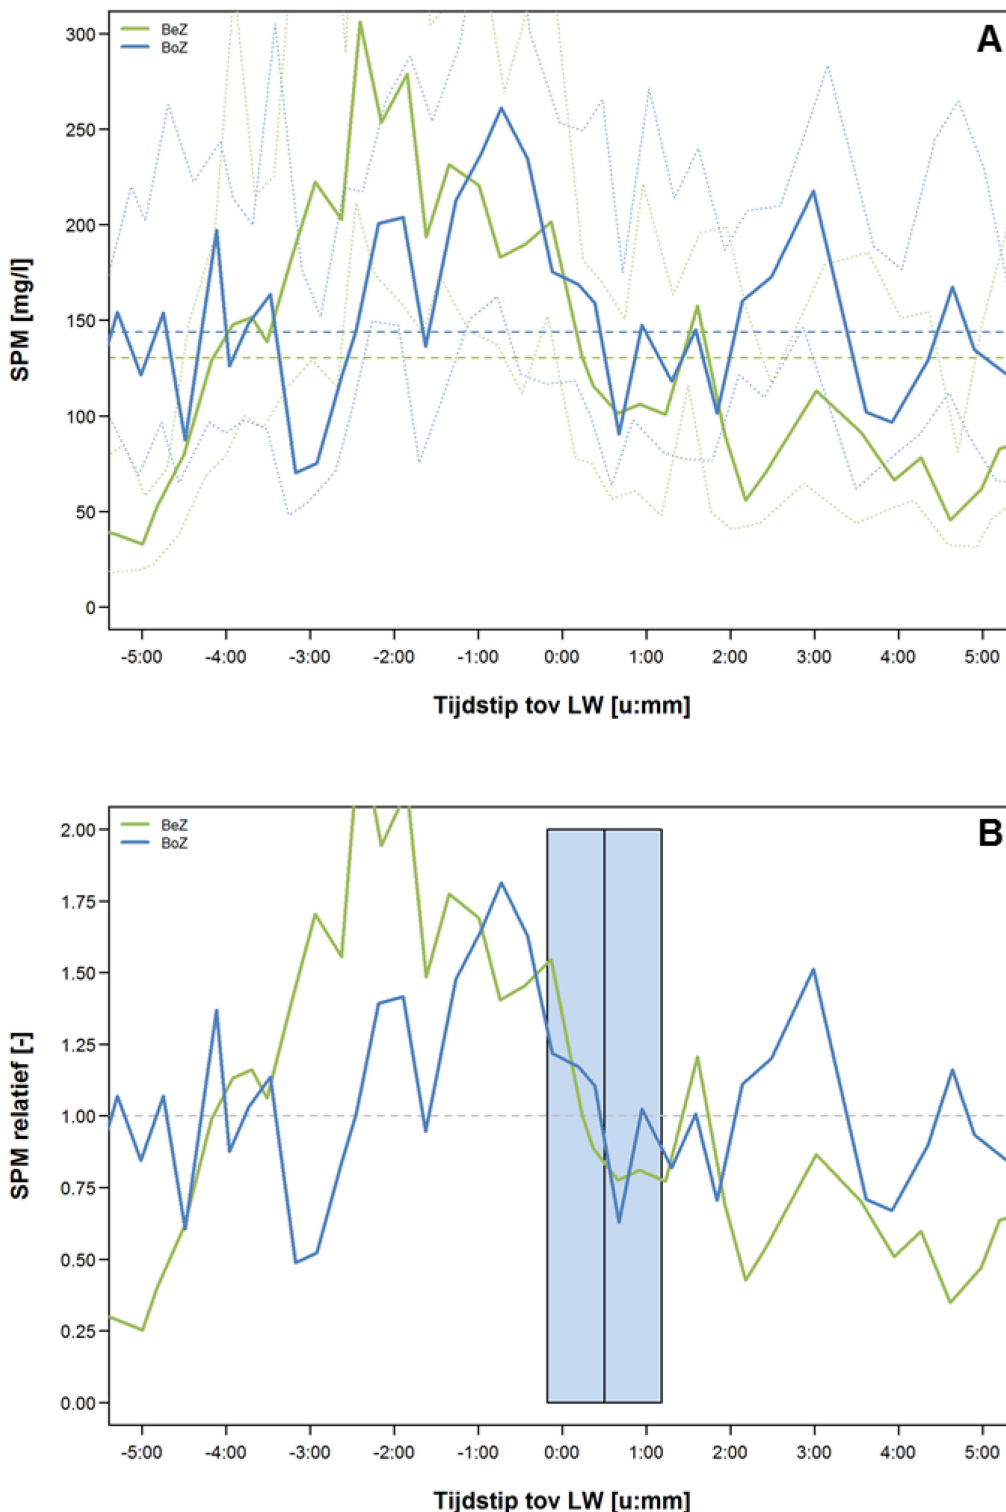 A
BeZ
BoZ
300
250
200
150
100
50
0
SPM [mg/l]
-5:00 -4:00 -3:00 -2:00 -1:00 0:00 1:00 2:00 3:00 4:00 5:00
Tijdstip tov LW [u:mm]
B
BeZ
BoZ
2.00
1.75
1.50
1.25
1.00
0.75
0.50
0.25
0.00
SPM relatief [-]
-5:00 -4:00 -3:00 -2:00 -1:00 0:00 1:00 2:00 3:00 4:00 5:00
Tijdstip tov LW [u:mm]